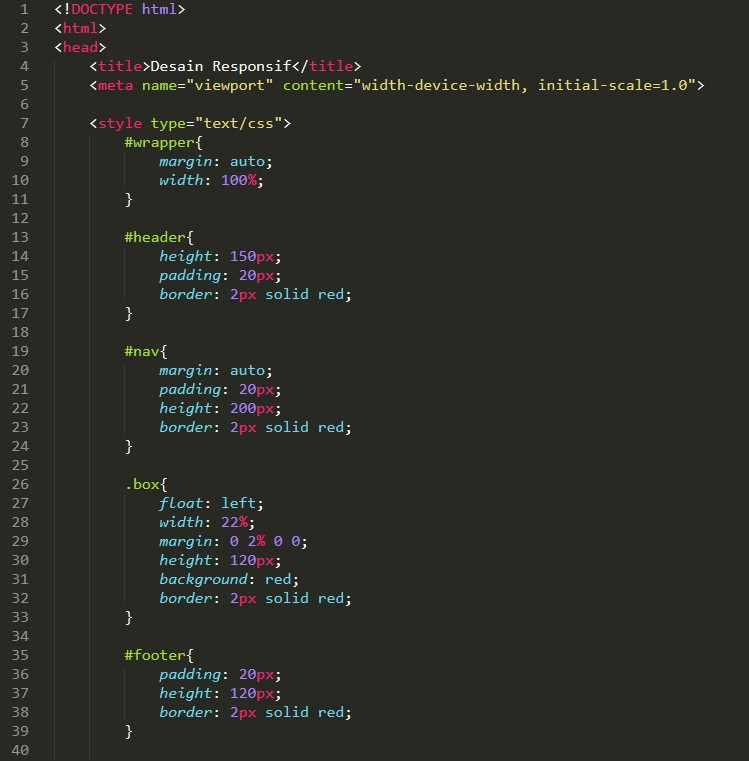 1 <!DOCTYPE html>
2 <html>
3 <head>
4 <title>Desain Responsif</title>
5 <meta name="viewport" content="width-device-width, initial-scale=1.0">
6
7 <style type="text/css">
8 #wrapper{
9 margin: auto;
10 width: 100%;
11 }
12
13 #header{
14 height: 150px;
15 padding: 20px;
16 border: 2px solid red;
17 }
18
19 #nav{
20 margin: auto;
21 padding: 20px;
22 height: 200px;
23 border: 2px solid red;
24 }
25
26 .box{
27 float: left;
28 width: 22%;
29 margin: 0 2% 0 0;
30 height: 120px;
31 background: red;
32 border: 2px solid red;
33 }
34
35 #footer{
36 padding: 20px;
37 height: 120px;
38 border: 2px solid red;
39 }
40